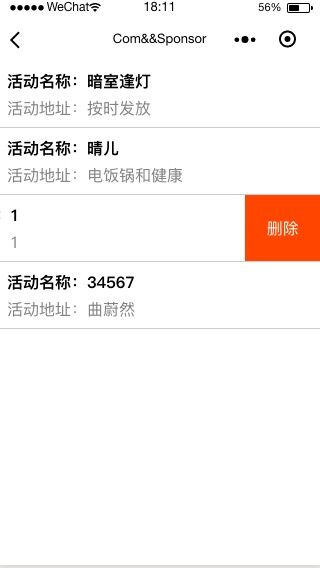 ●●●●● WeChat 18:11 56%
Com&&Sponsor
活动名称：暗室逢灯
活动地址：按时发放
活动名称：晴儿
活动地址：电饭锅和健康
1
1
删除
活动名称：34567
活动地址：曲蔚然